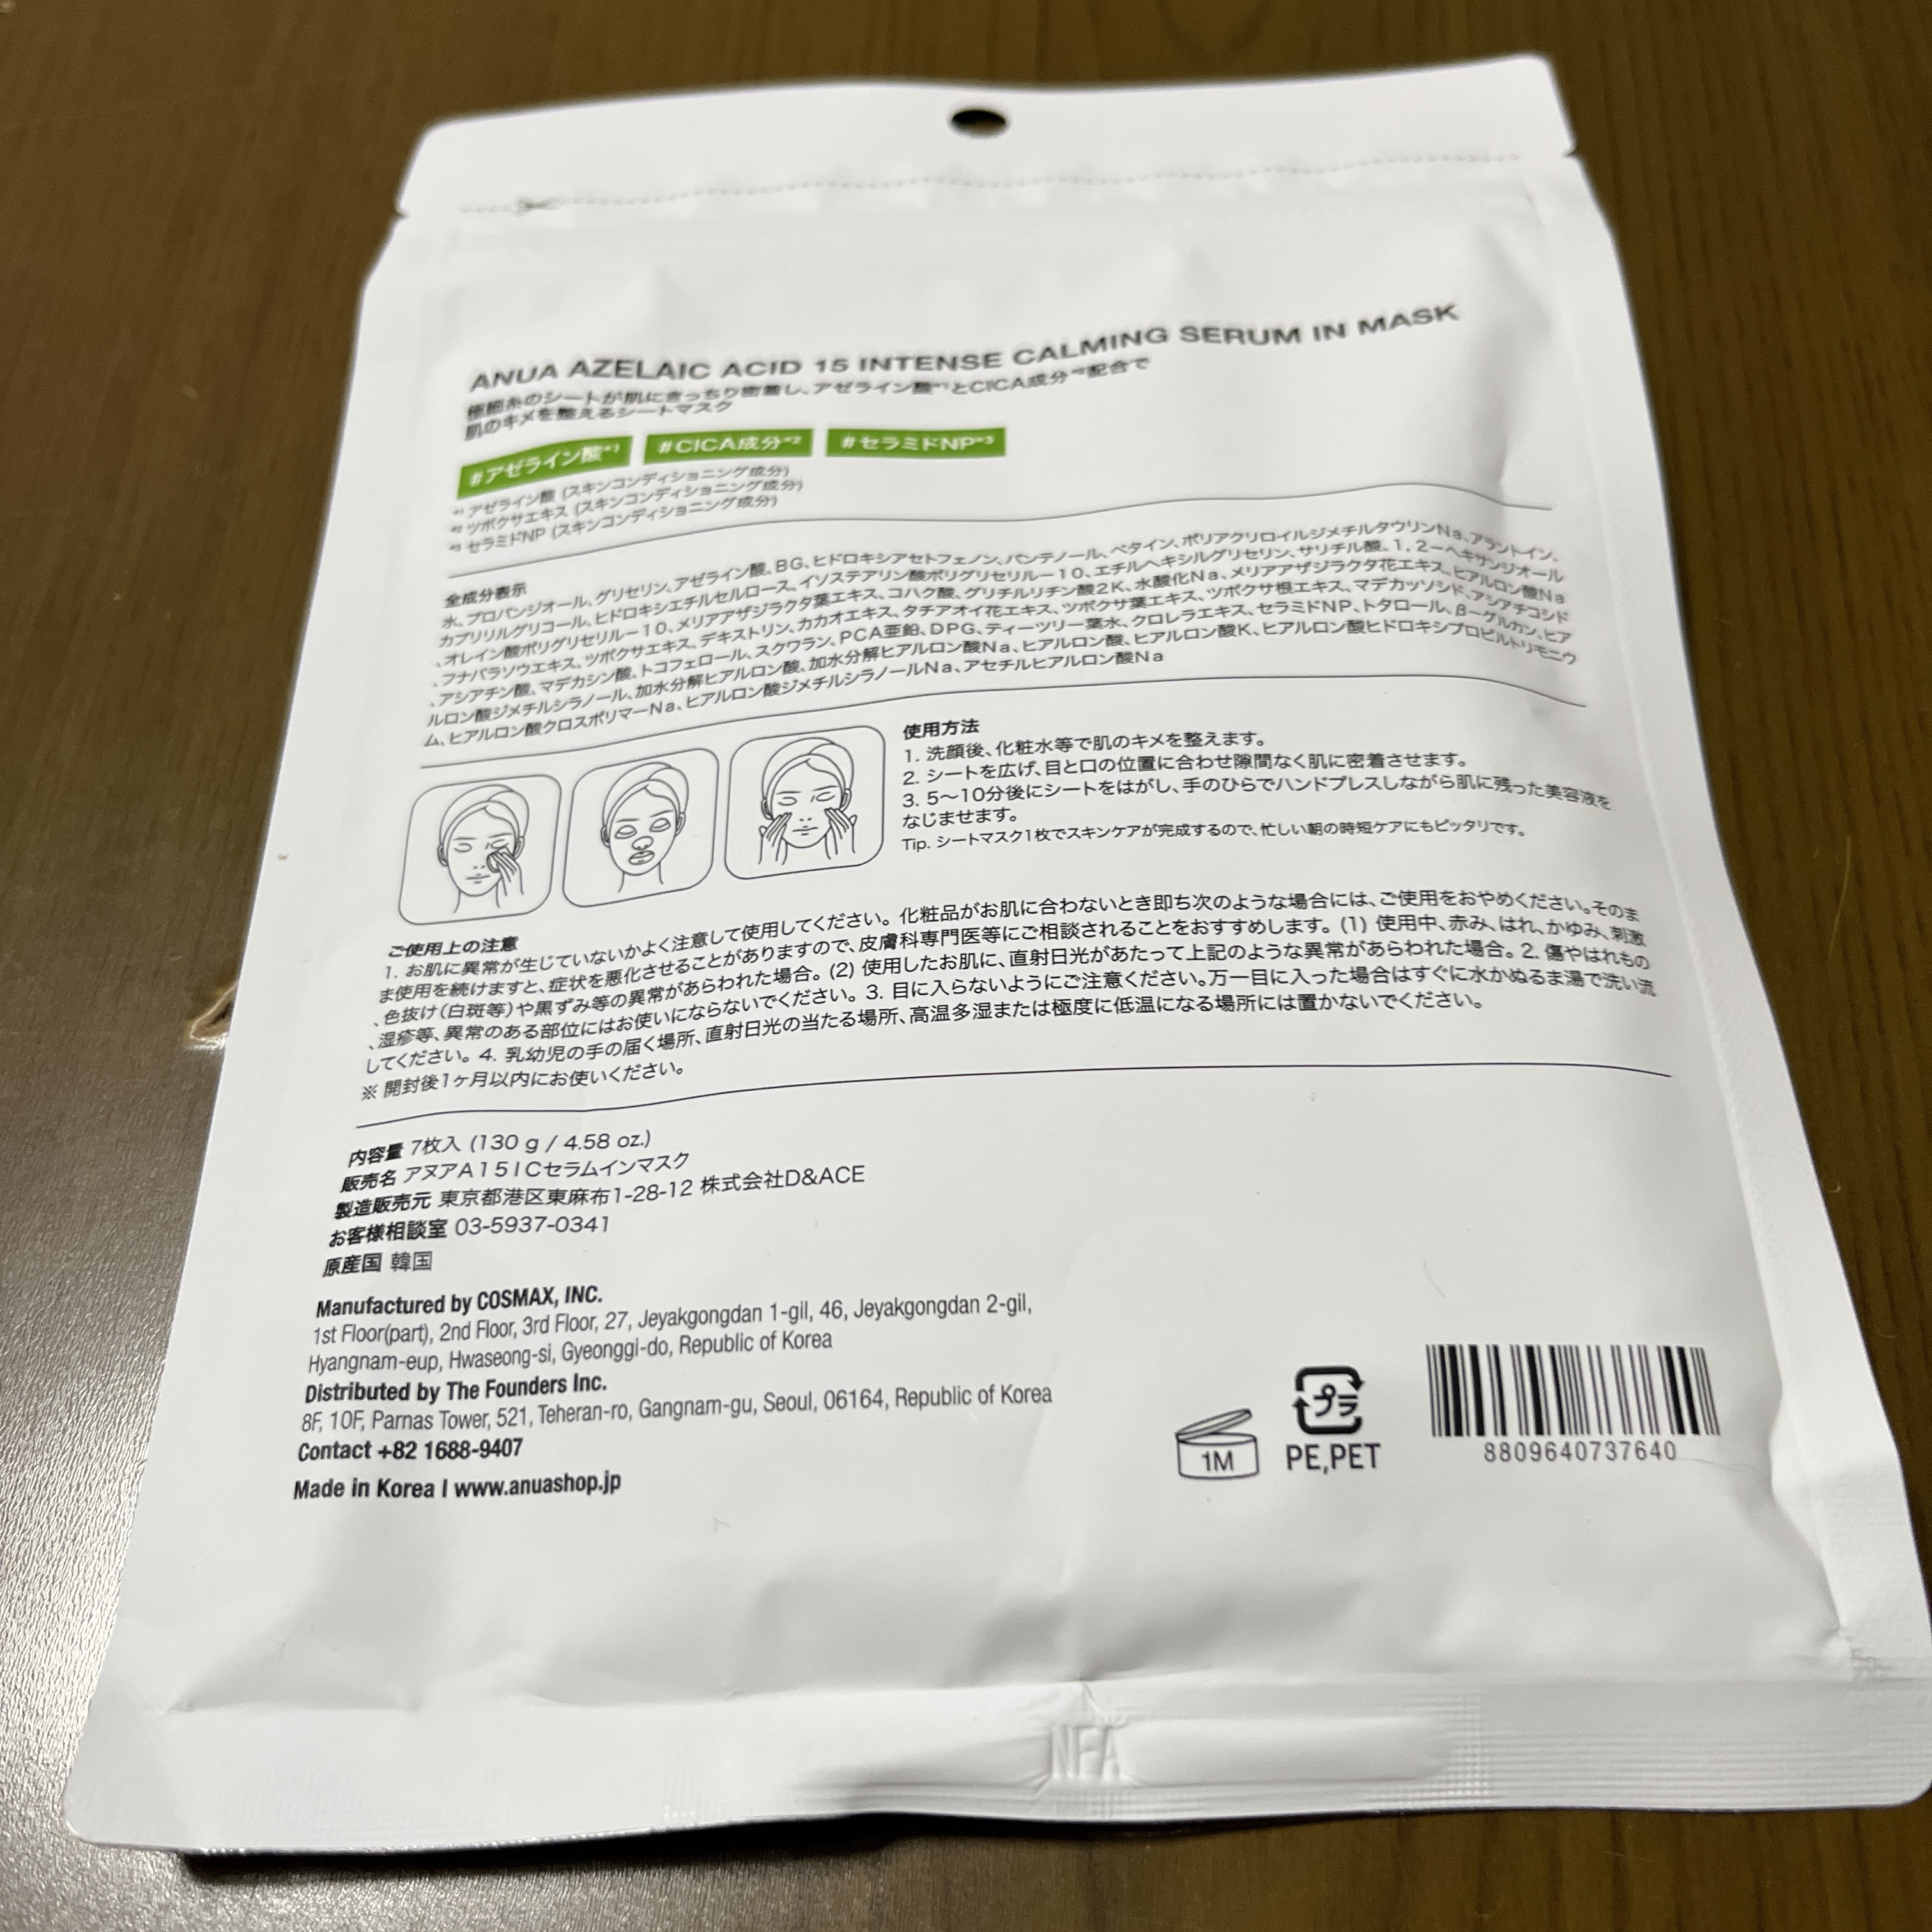 ANUA AZELAIC ACID 15 INTENSE CALMING SERUM IN MASK
極細糸のシートが肌にきっちり密着し、アゼライン酸*¹とCICA成分*²配合で
肌のキメを整えるシートマスク
#アゼライン酸*¹ #CICA成分*² #セラミドNP*³
*¹ アゼライン酸 (スキンコンディショニング成分)
*² ツボクサエキス (スキンコンディショニング成分)
*³ セラミドNP (スキンコンディショニング成分)
全成分表示
水、プロパンジオール、グリセリン、アゼライン酸、BG、ヒドロキシアセトフェノン、パンテノール、ベタイン、ポリアクリロイルジメチルタウリンNa、アラントイン、
カプリリルグリコール、ヒドロキシエチルセルロース、イソステアリン酸ポリグリセリル－10、エチルヘキシルグリセリン、サリチル酸、1,2－ヘキサンジオール
、オレイン酸ポリグリセリル－10、メリアアザジラクタ葉エキス、コハク酸、グリチルリチン酸2K、水酸化Na、メリアアザジラクタ花エキス、ヒアルロン酸Na
、フナバラソウエキス、ツボクサエキス、デキストリン、カカオエキス、タチアオイ花エキス、ツボクサ葉エキス、ツボクサ根エキス、マデカッソシド、アシアチコシド
、アシアチン酸、マデカシン酸、トコフェロール、スクワラン、PCA亜鉛、DPG、ティーツリー葉水、クロレラエキス、セラミドNP、トタロール、β－グルカン、ヒア
ルロン酸ジメチルシラノール、加水分解ヒアルロン酸、加水分解ヒアルロン酸Na、ヒアルロン酸、ヒアルロン酸K、ヒアルロン酸ヒドロキシプロピルトリモニウ
ム、ヒアルロン酸クロスポリマーNa、ヒアルロン酸ジメチルシラノールNa、アセチルヒアルロン酸Na
使用方法
1. 洗顔後、化粧水等で肌のキメを整えます。
2. シートを広げ、目と口の位置に合わせ隙間なく肌に密着させます。
3. 5〜10分後にシートをはがし、手のひらでハンドプレスしながら肌に残った美容液を
なじませます。
Tip. シートマスク1枚でスキンケアが完成するので、忙しい朝の時短ケアにもピッタリです。
ご使用上の注意
1. お肌に異常が生じていないかよく注意して使用してください。化粧品がお肌に合わないとき即ち次のような場合には、ご使用をおやめください。そのま
ま使用を続けますと、症状を悪化させることがありますので、皮膚科専門医等にご相談されることをおすすめします。(1) 使用中、赤み、はれ、かゆみ、刺激
、色抜け(白斑等)や黒ずみ等の異常があらわれた場合。(2) 使用したお肌に、直射日光があたって上記のような異常があらわれた場合。2. 傷やはれもの
、湿疹等、異常のある部位にはお使いにならないでください。3. 目に入らないようにご注意ください。万一目に入った場合はすぐに水かぬるま湯で洗い流
してください。4. 乳幼児の手の届く場所、直射日光の当たる場所、高温多湿または極度に低温になる場所には置かないでください。
※ 開封後1ヶ月以内にお使いください。
内容量 7枚入 (130 g / 4.58 oz.)
販売名 アヌアA15ICセラムインマスク
製造販売元 東京都港区東麻布1-28-12 株式会社D&ACE
お客様相談室 03-5937-0341
原産国 韓国
Manufactured by COSMAX, INC.
1st Floor(part), 2nd Floor, 3rd Floor, 27, Jeyakgongdan 1-gil, 46, Jeyakgongdan 2-gil,
Hyangnam-eup, Hwaseong-si, Gyeonggi-do, Republic of Korea
Distributed by The Founders Inc.
8F, 10F, Parnas Tower, 521, Teheran-ro, Gangnam-gu, Seoul, 06164, Republic of Korea
Contact +82 1688-9407
Made in Korea I www.anuashop.jp
1M
プラ
PE,PET
8809640737640
NFA